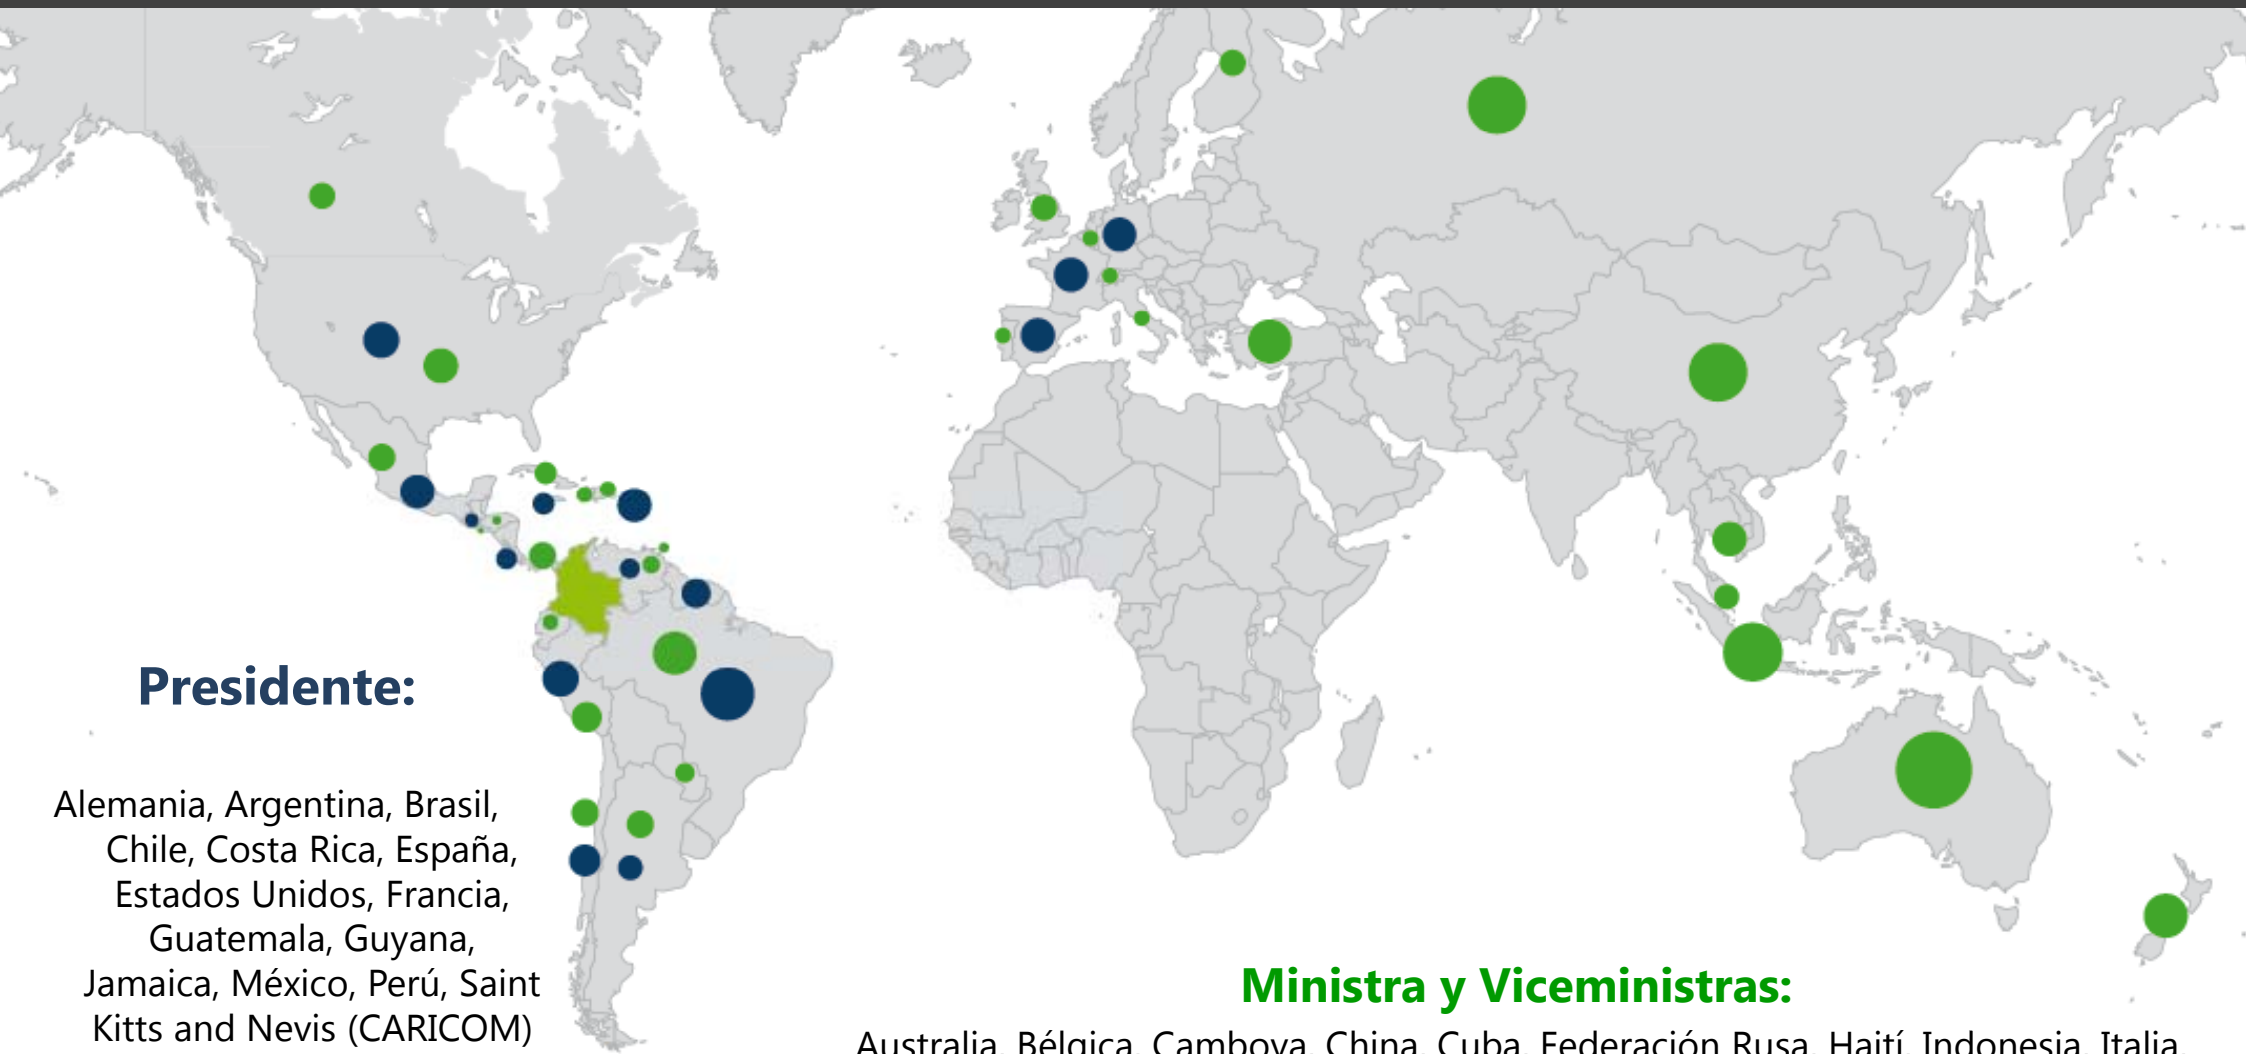 Presidente:
Alemania, Argentina, Brasil,
Chile, Costa Rica, España,
Estados Unidos, Francia,
Guatemala, Guyana,
Jamaica, México, Perú, Saint
Kitts and Nevis (CARICOM)
Ministra y Viceministras:
Australia, Bélgica, Camboya, China, Cuba, Federación Rusa, Haití, Indonesia, Italia,